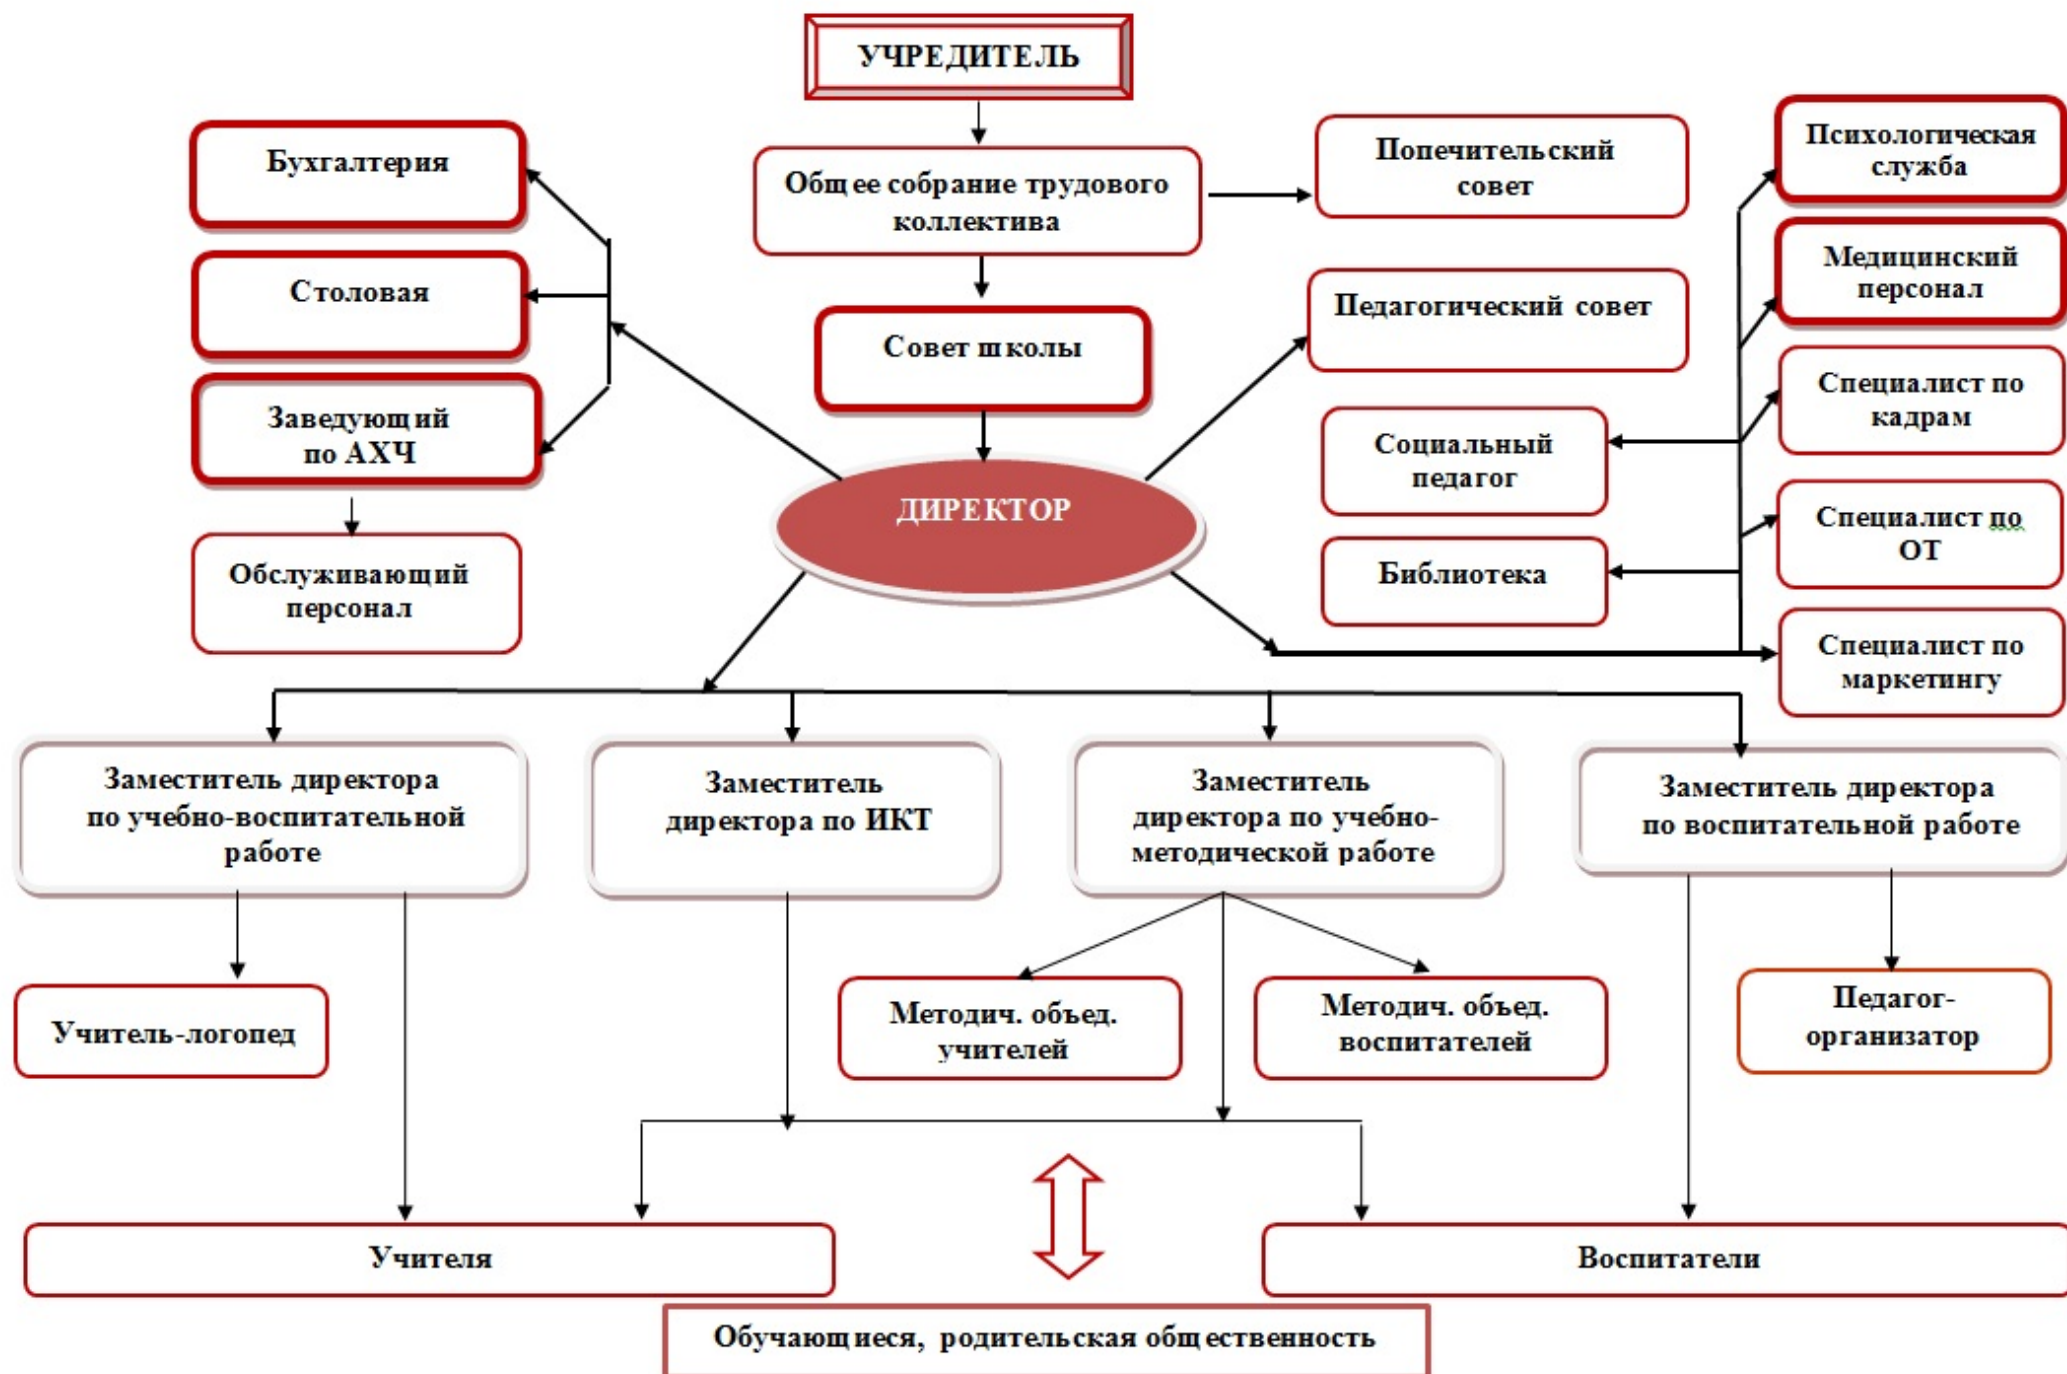 УЧРЕДИТЕЛЬ
Бухгалтерия
Столовая
Заведующий
по АХЧ
Обслуживающий
персонал
Общее собрание трудового
коллектива
Совет школы
ДИРЕКТОР
Попечительский
совет
Педагогический совет
Социальный
педагог
Библиотека
Психологическая
служба
Медицинский
персонал
Специалист по
кадрам
Специалист по
ОТ
Специалист по
маркетингу
Заместитель директора
по учебно-воспитательной
работе
Заместитель
директора по ИКТ
Заместитель
директора по учебно-
методической работе
Заместитель директора
по воспитательной работе
Учитель-логопед
Методич. объед.
учителей
Методич. объед.
воспитателей
Педагог-
организатор
Учителя
Воспитатели
Обучающиеся, родительская общественность